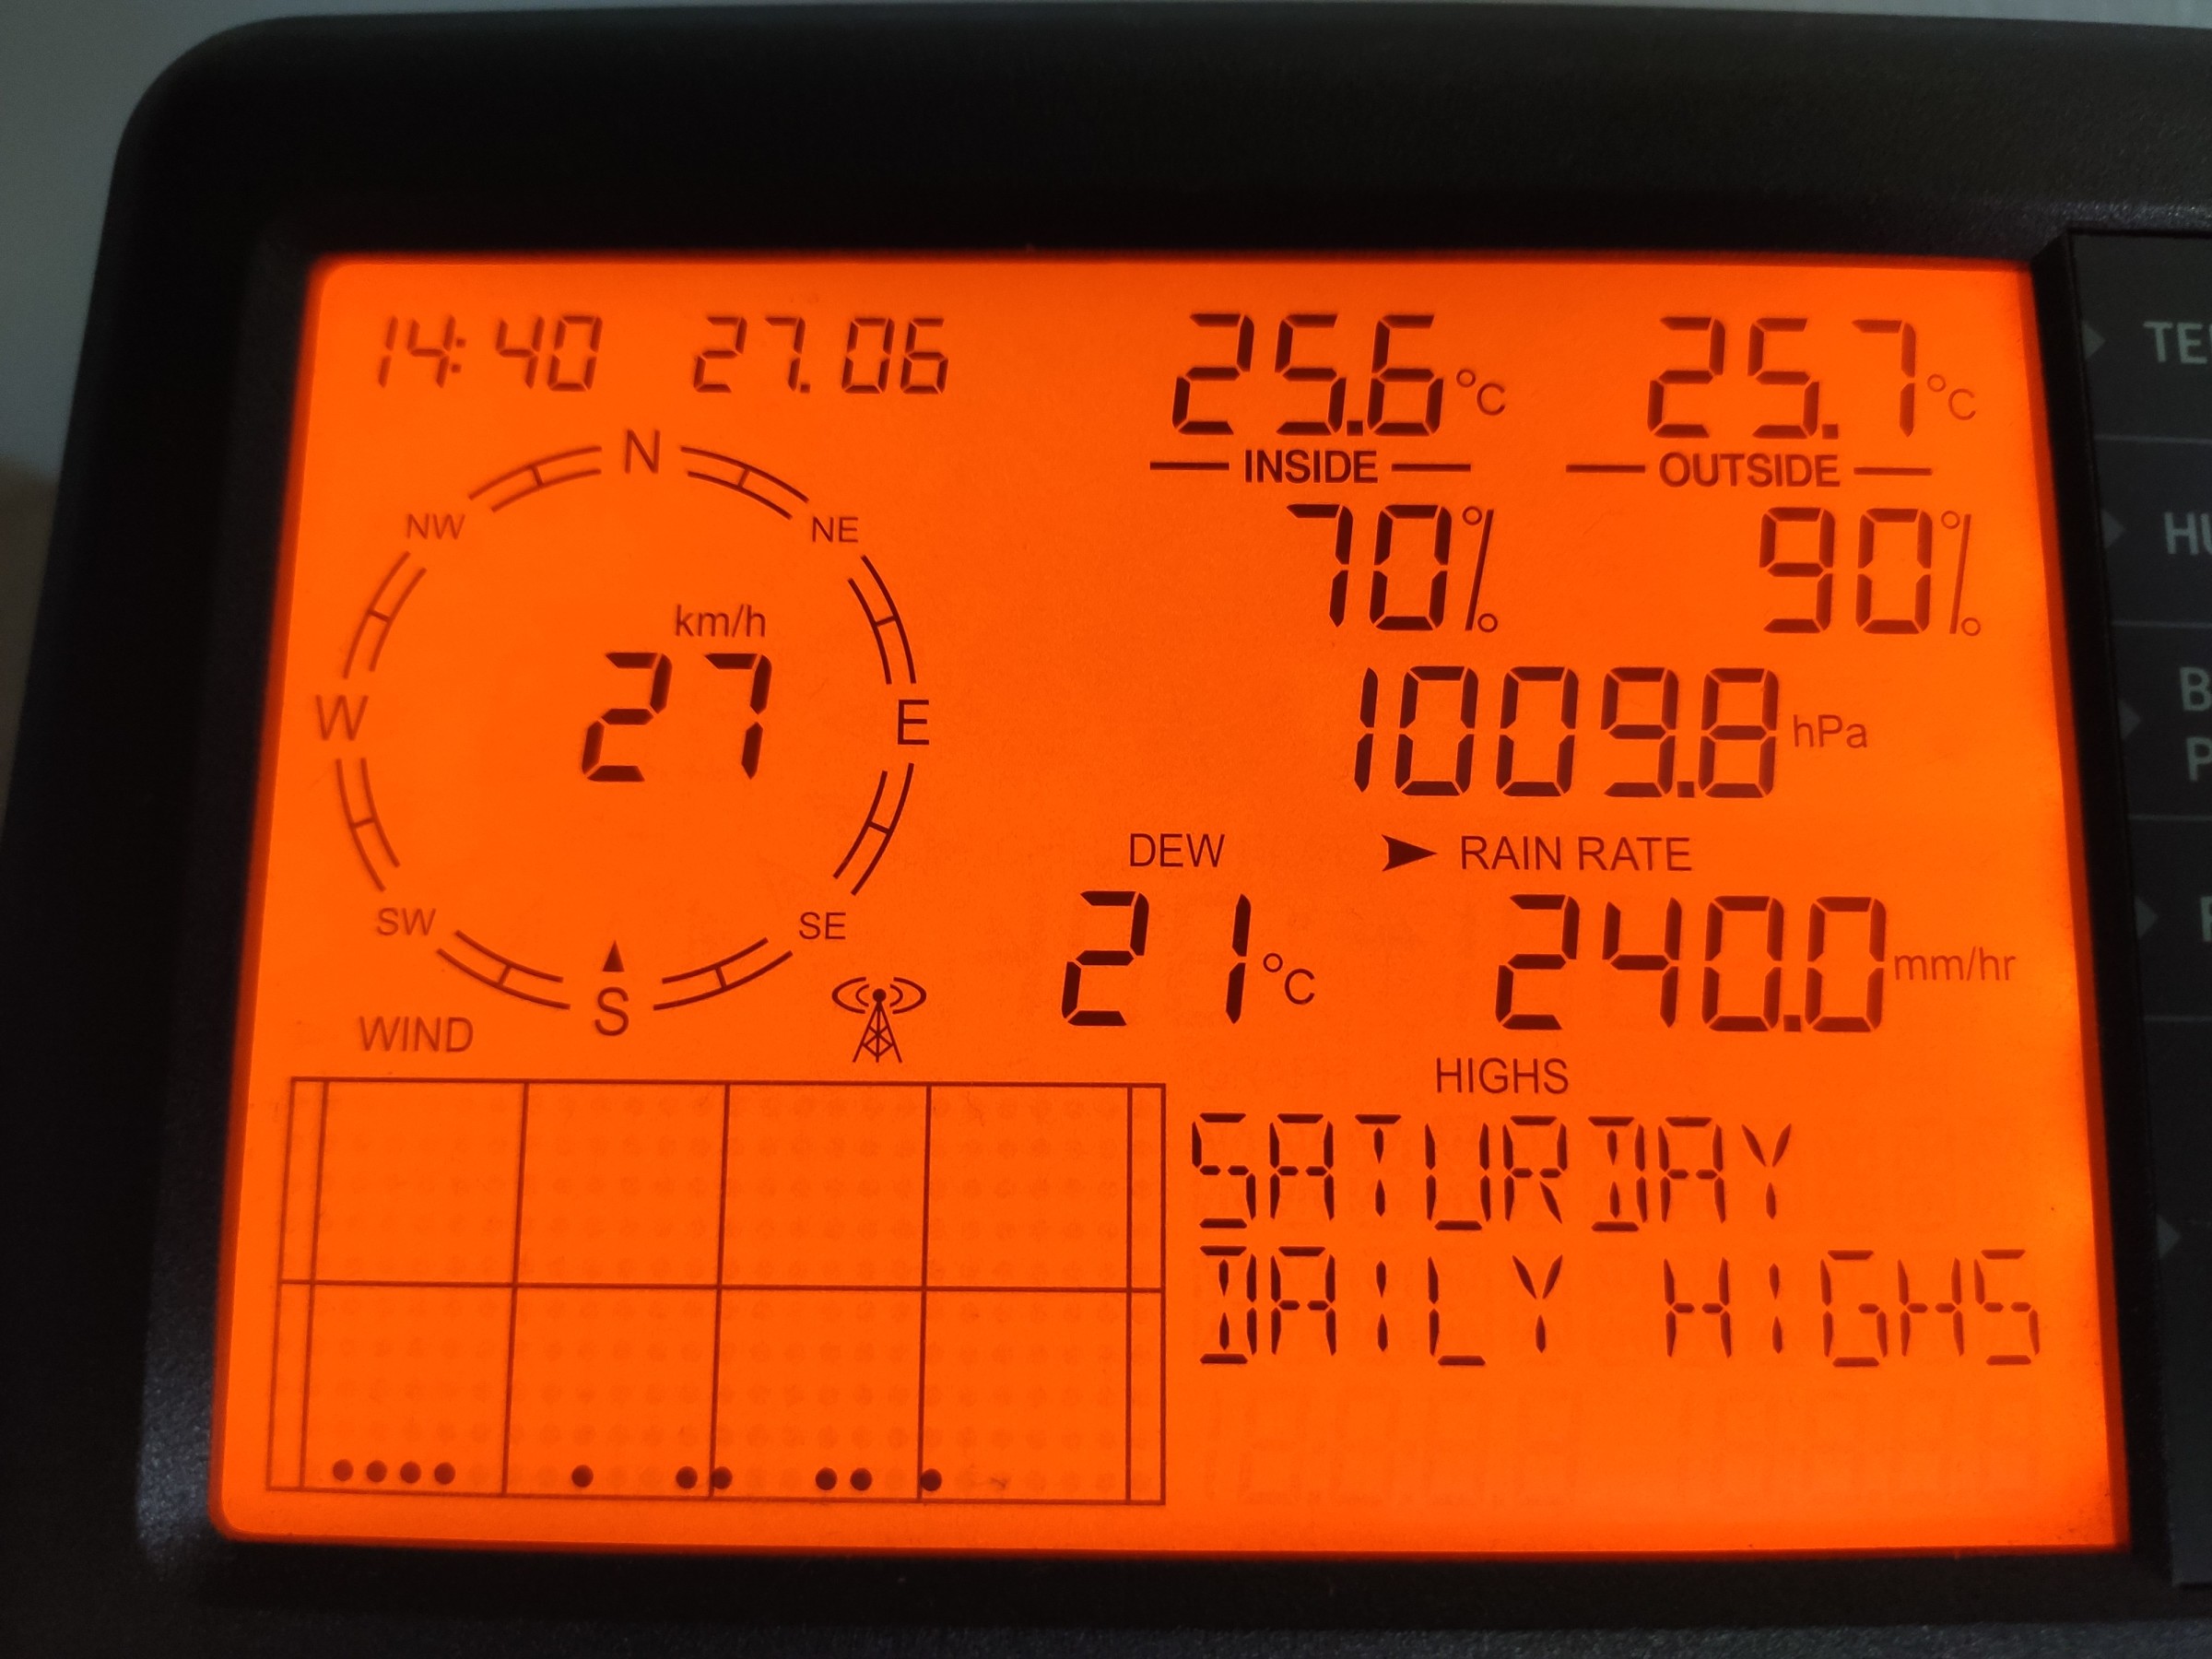 14:40 27.06
25.6°C 25.7°C
INSIDE OUTSIDE
70% 90%
N
NW NE
km/h
27
W E
SW SE
S
WIND
1009.8 hPa
DEW RAIN RATE
21°C 240.0 mm/hr
HIGHS
SATURDAY
DAILY HIGHS